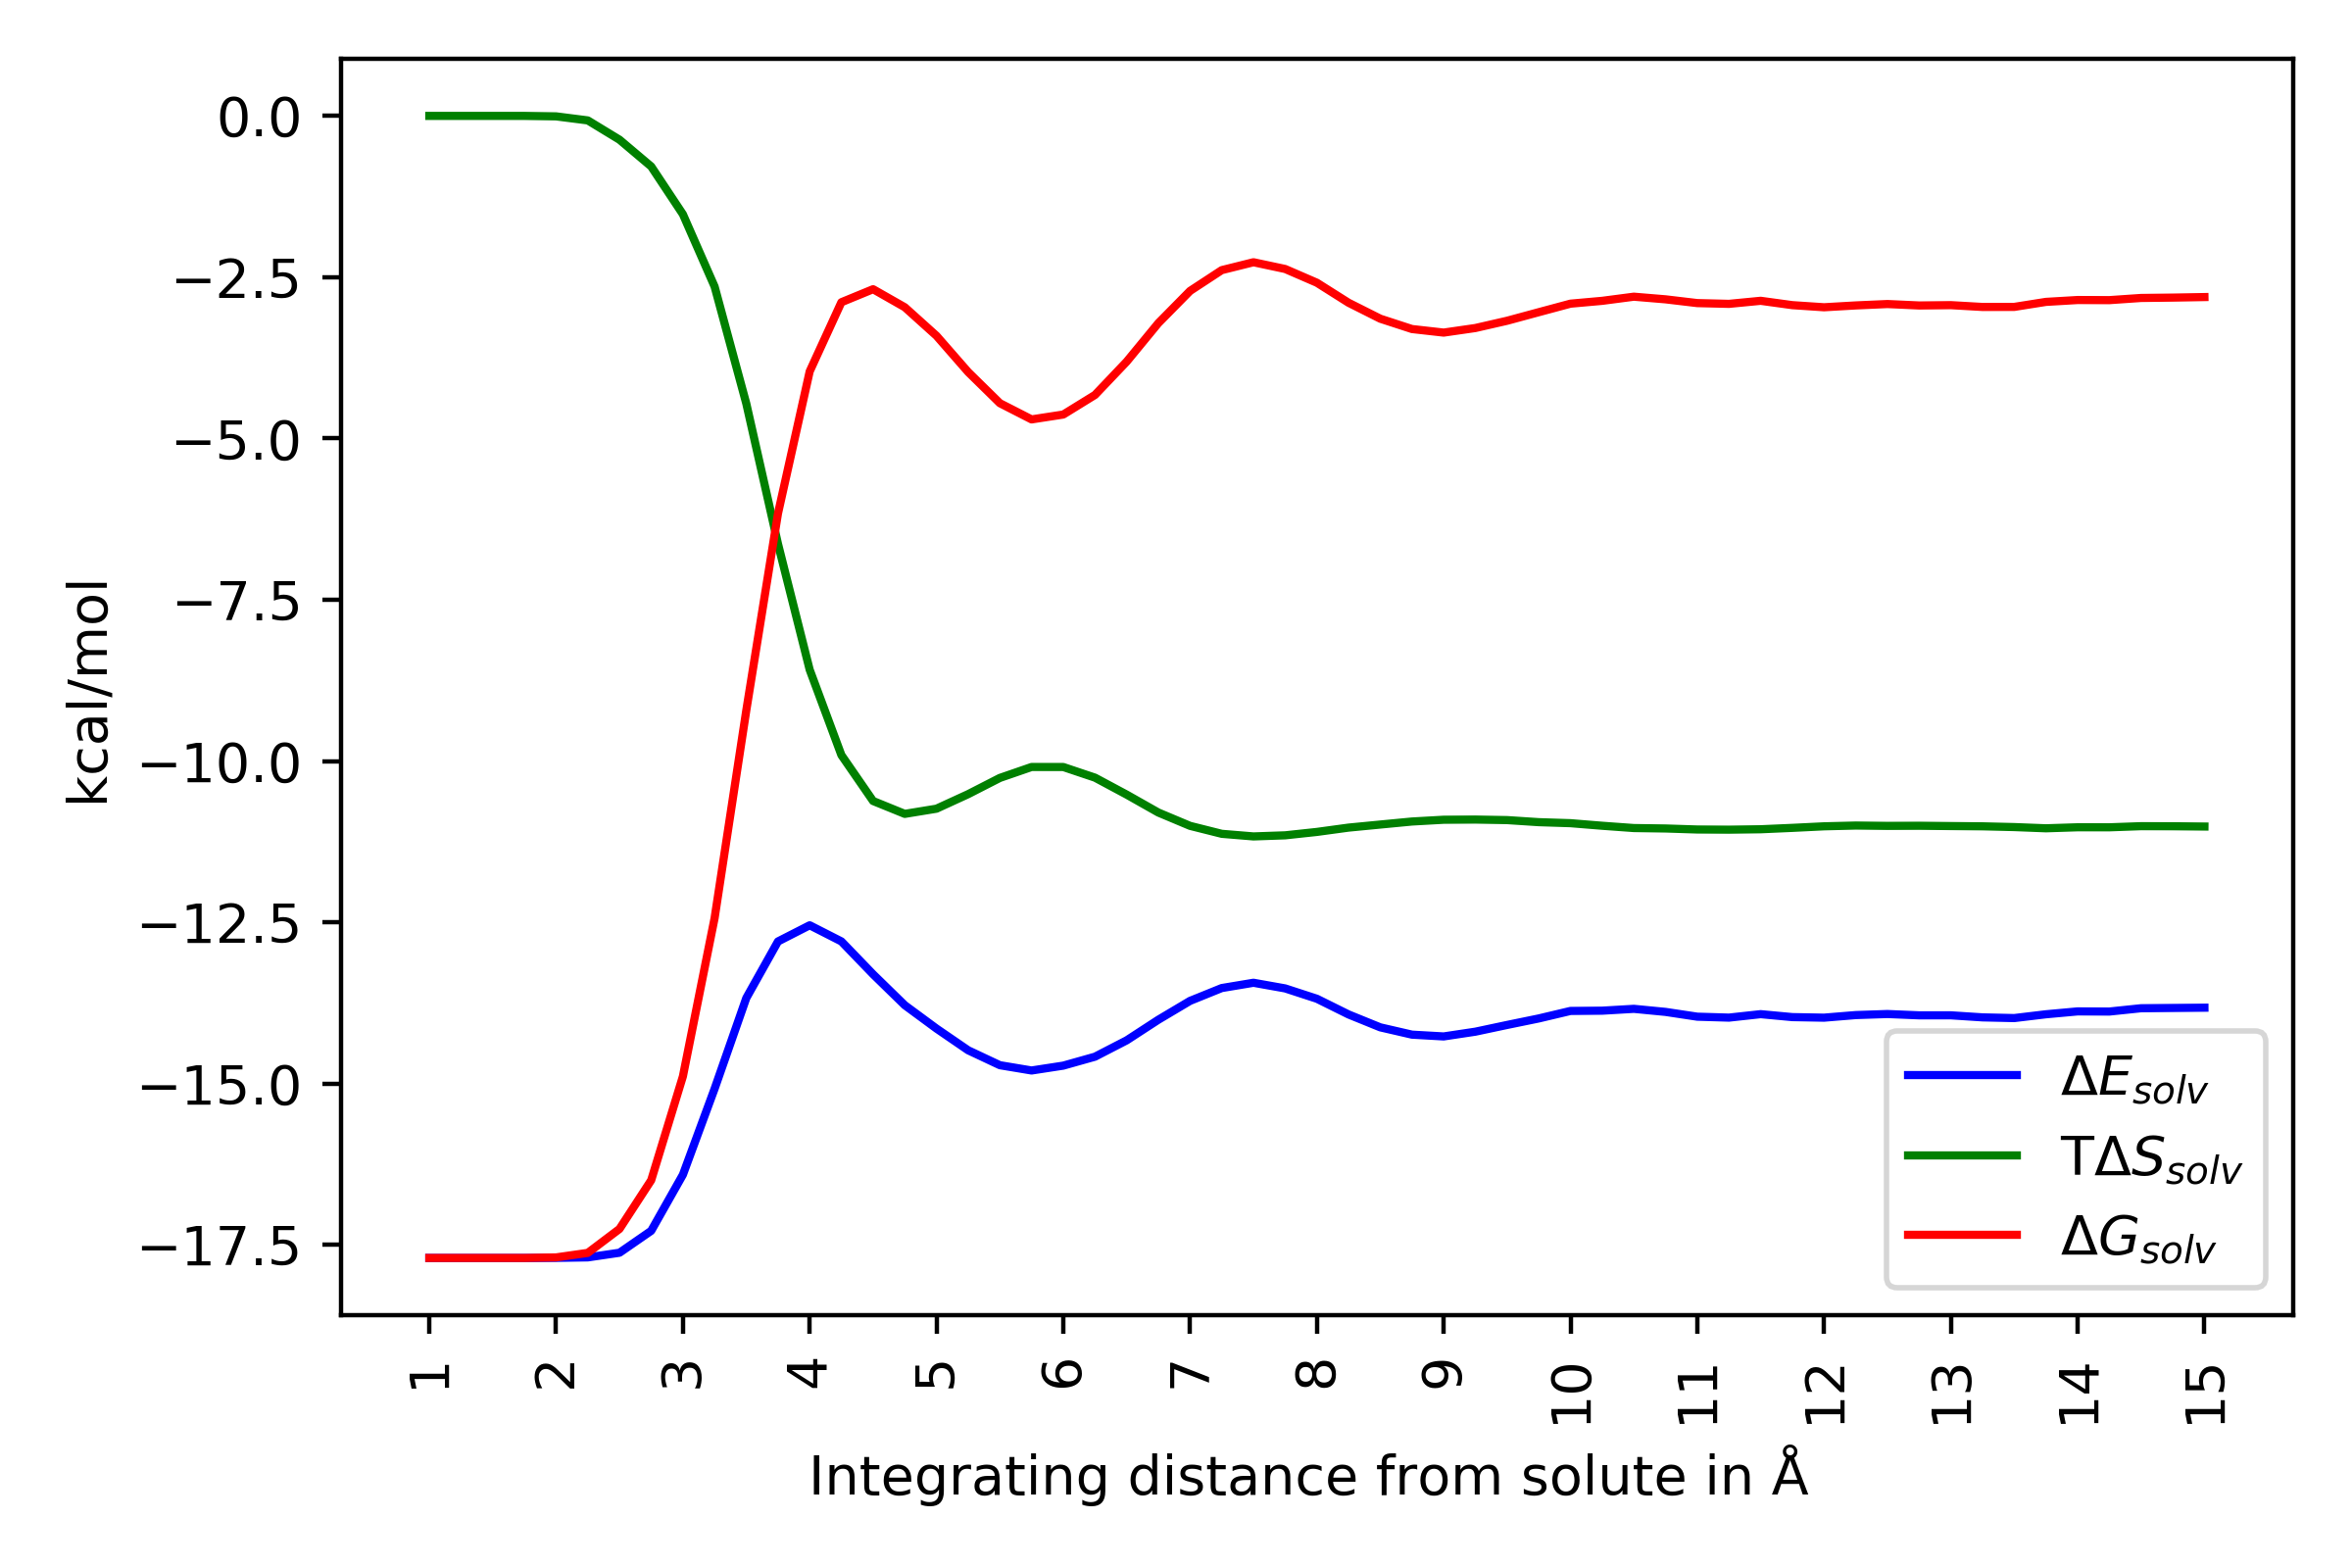 0.0
−2.5
−5.0
−7.5
−10.0
−12.5
−15.0
−17.5
kcal/mol
1 2 3 4 5 6 7 8 9 10 11 12 13 14 15
Integrating distance from solute in Å
ΔE_solv
TΔS_solv
ΔG_solv